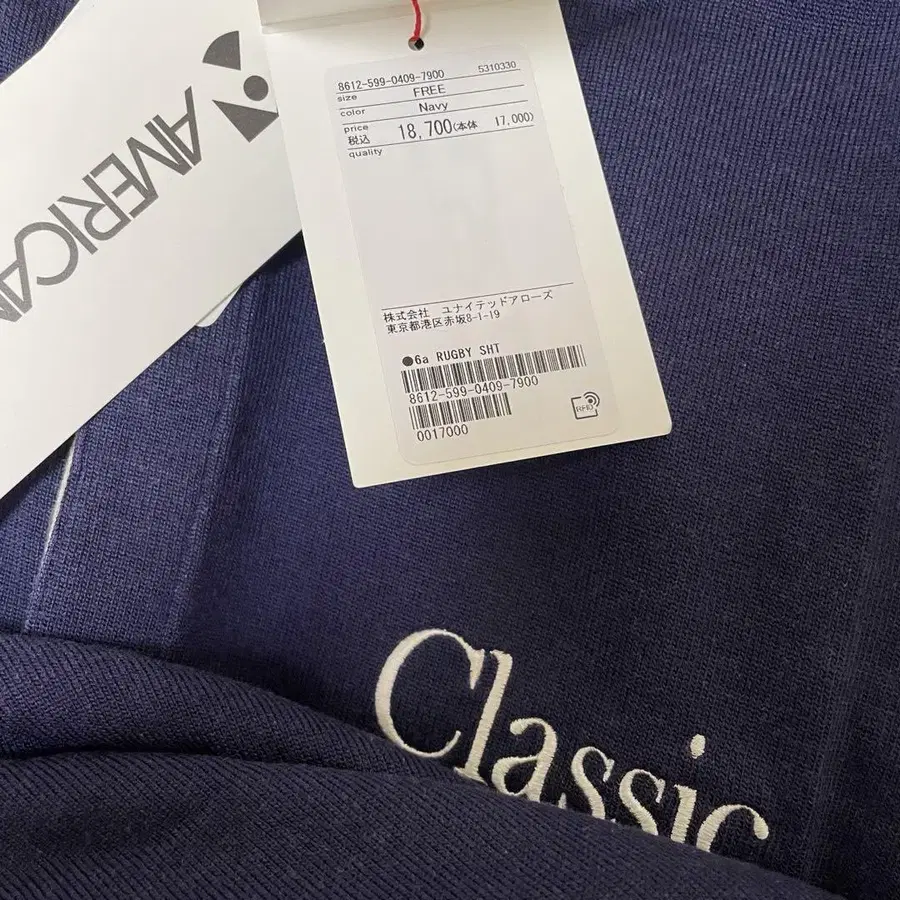 AMERICAN
8612-599-0409-7900 5310330
size FREE
color Navy
price
税込 18,700(本体 17,000)
quality
株式会社 ユナイテッドアローズ
東京都港区赤坂8-1-19
●6a RUGBY SHT
8612-599-0409-7900
0017000
RFID
Classic